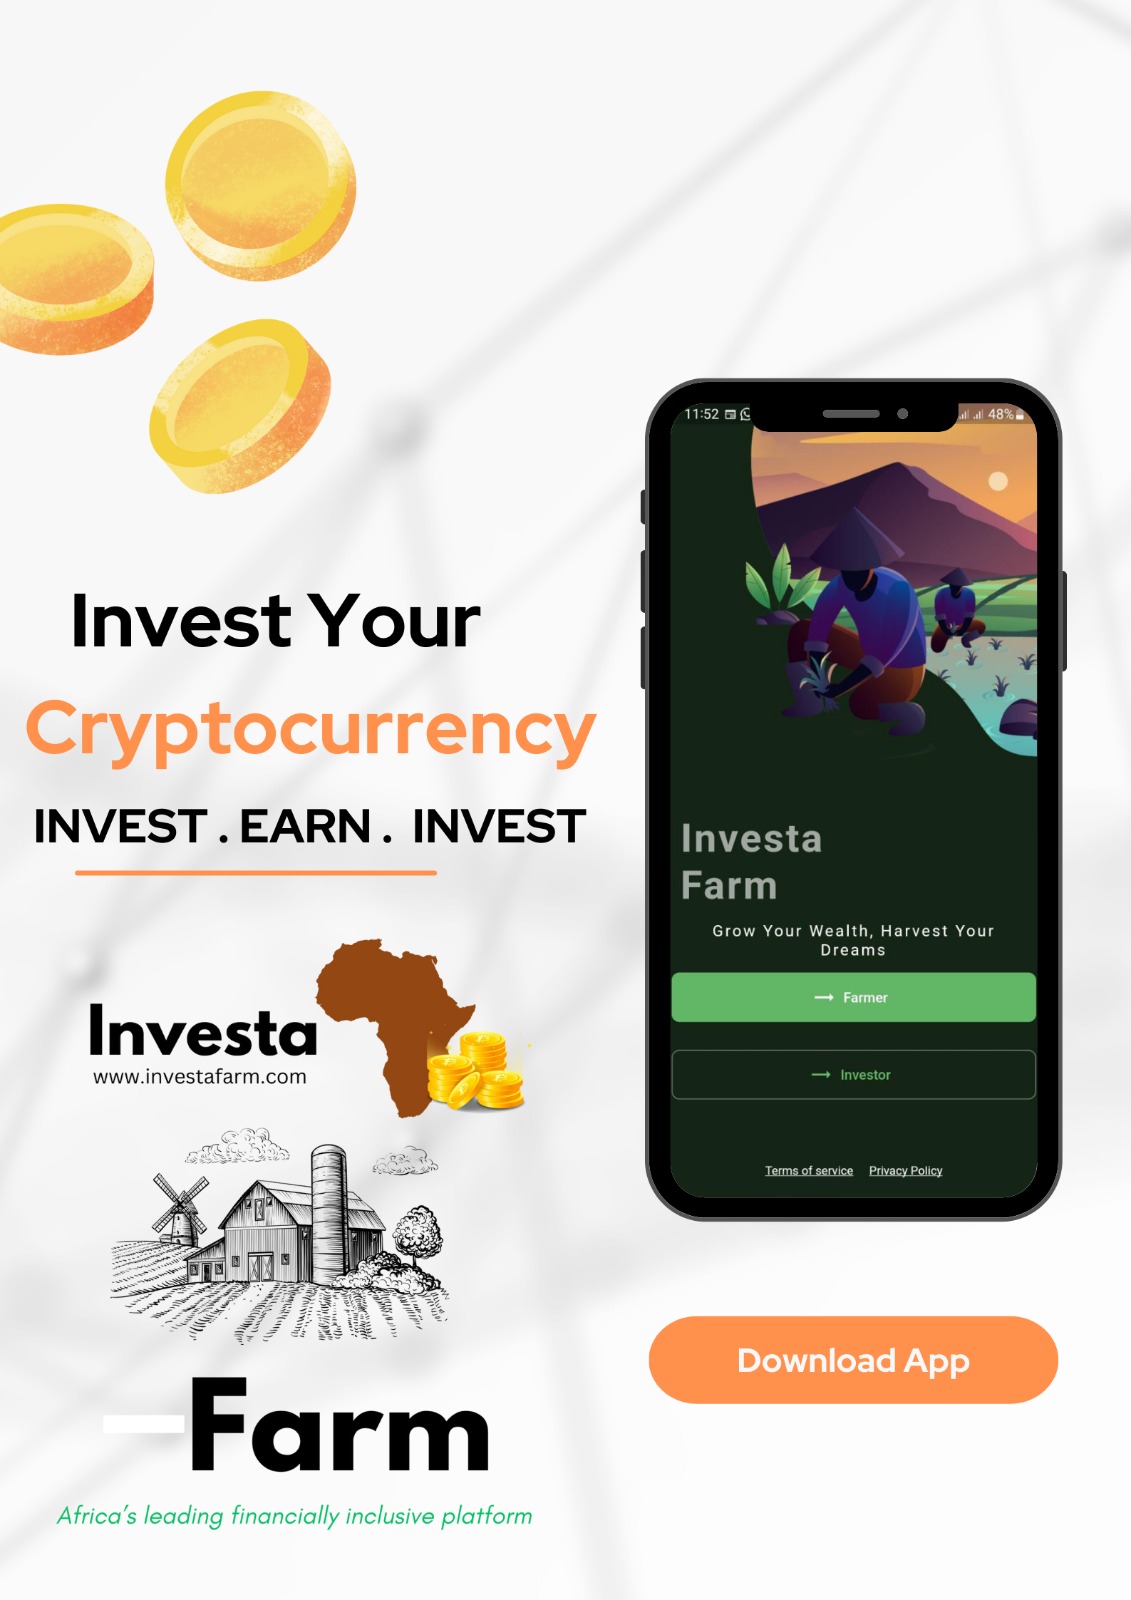 Invest Your
Cryptocurrency
INVEST . EARN . INVEST
Investa
www.investafarm.com
Farm
Africa's leading financially inclusive platform
11:52
48%
Investa
Farm
Grow Your Wealth, Harvest Your
Dreams
Farmer
Investor
Terms of service Privacy Policy
Download App